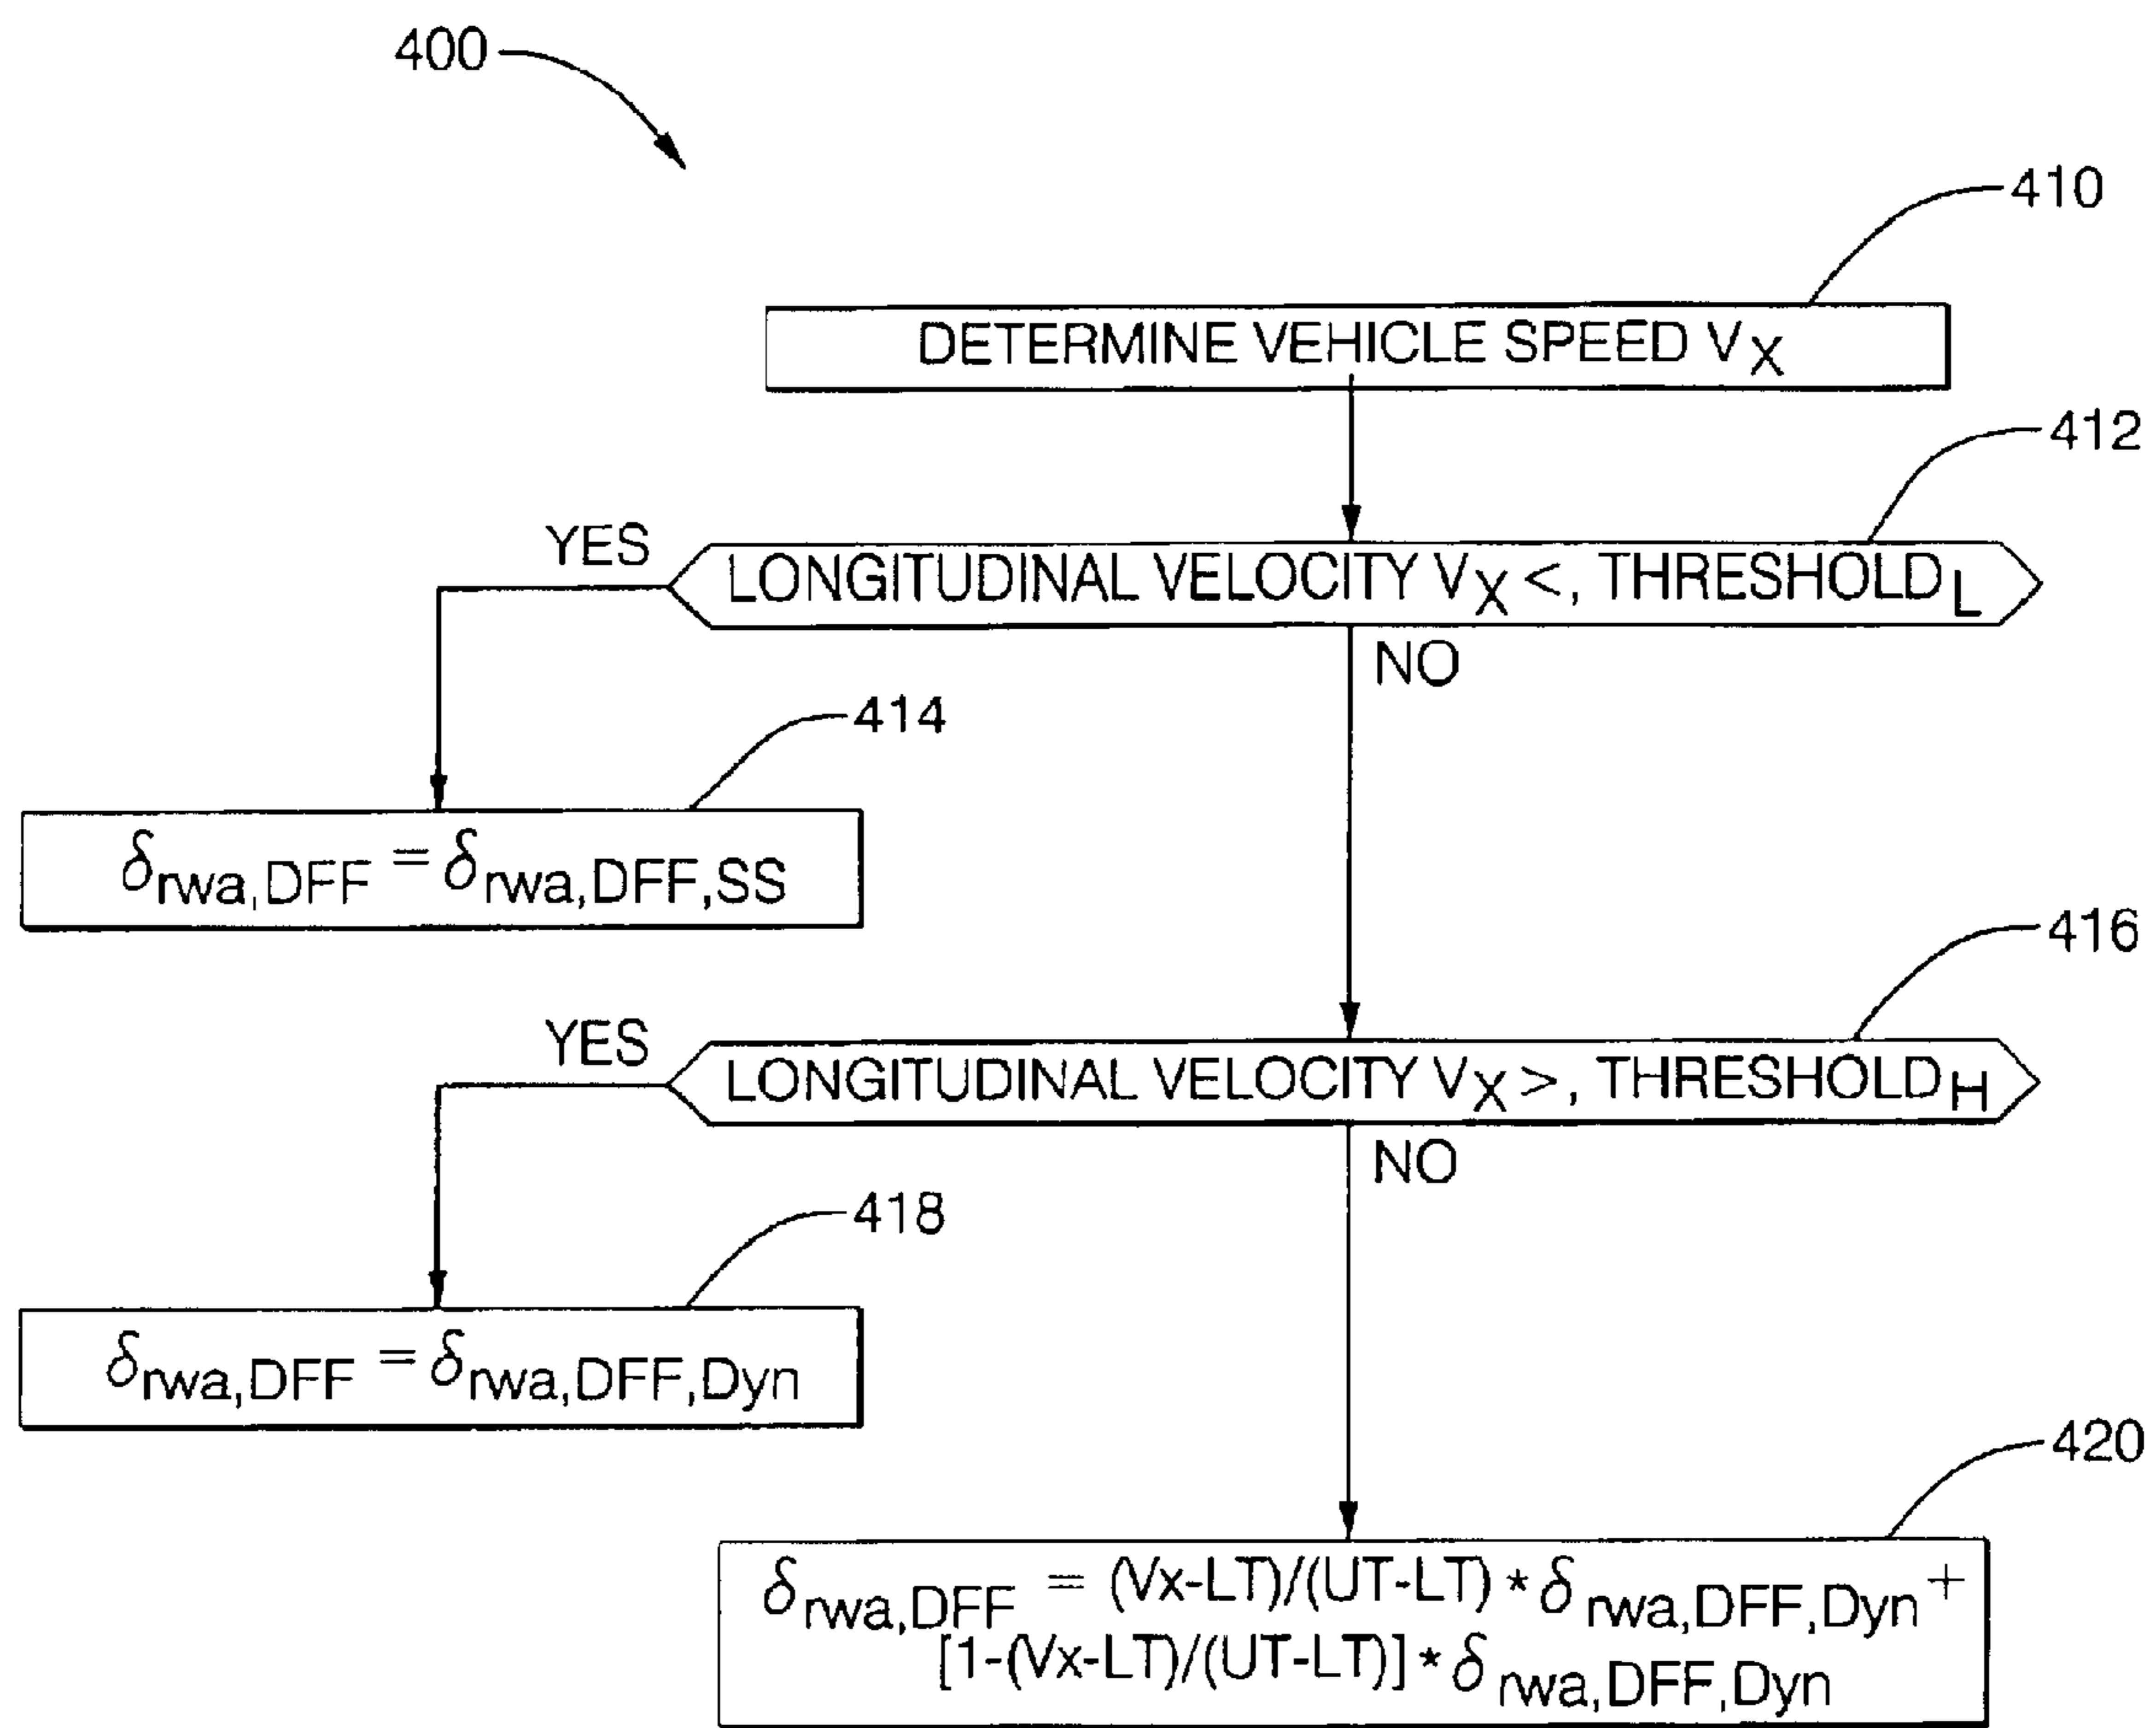 400
410
DETERMINE VEHICLE SPEED VX
412
YES
LONGITUDINAL VELOCITY VX <, THRESHOLDL
NO
414
δrwa,DFF = δrwa,DFF,SS
416
YES
LONGITUDINAL VELOCITY VX >, THRESHOLDH
NO
418
δrwa,DFF = δrwa,DFF,Dyn
420
δrwa,DFF = (Vx-LT)/(UT-LT) * δrwa,DFF,Dyn +
[1-(Vx-LT)/(UT-LT)] * δrwa,DFF,Dyn